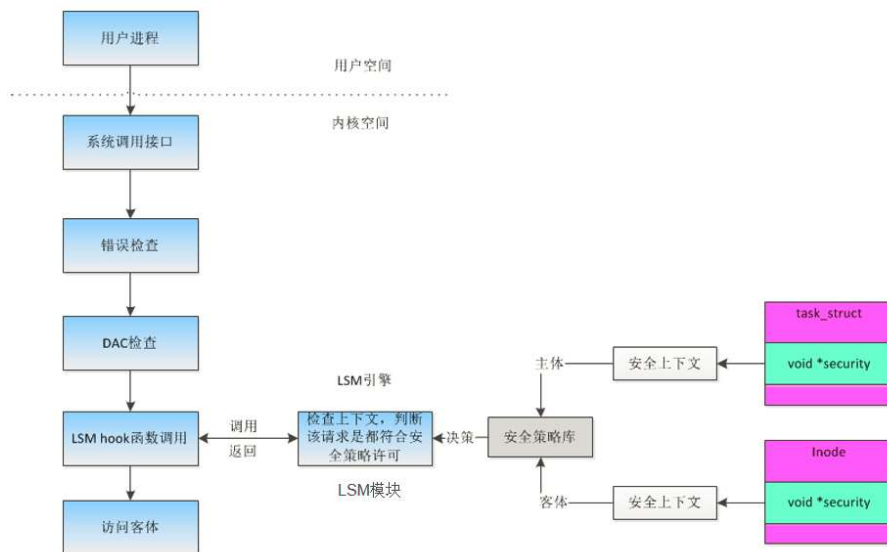 用户进程
用户空间
内核空间
系统调用接口
错误检查
DAC检查
LSM hook函数调用
访问客体
调用
返回
LSM引擎
检查上下文，判断
该请求是都符合安
全策略许可
LSM模块
决策
安全策略库
主体
安全上下文
task_struct
void *security
客体
安全上下文
Inode
void *security